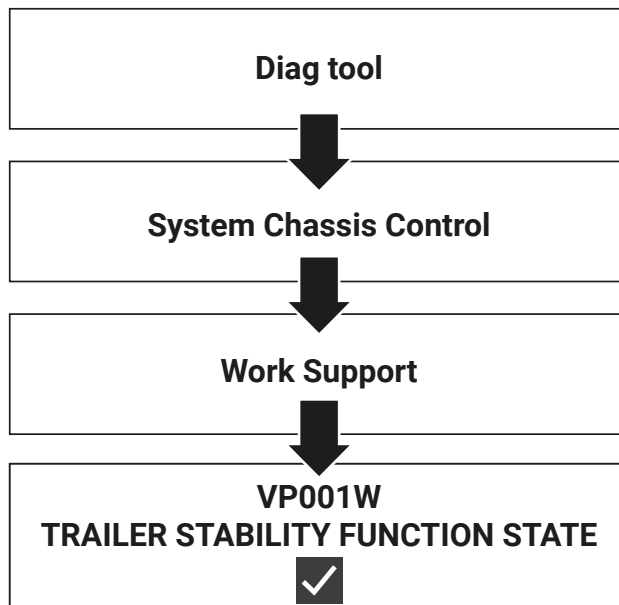 Diag tool
System Chassis Control
Work Support
VP001W
TRAILER STABILITY FUNCTION STATE